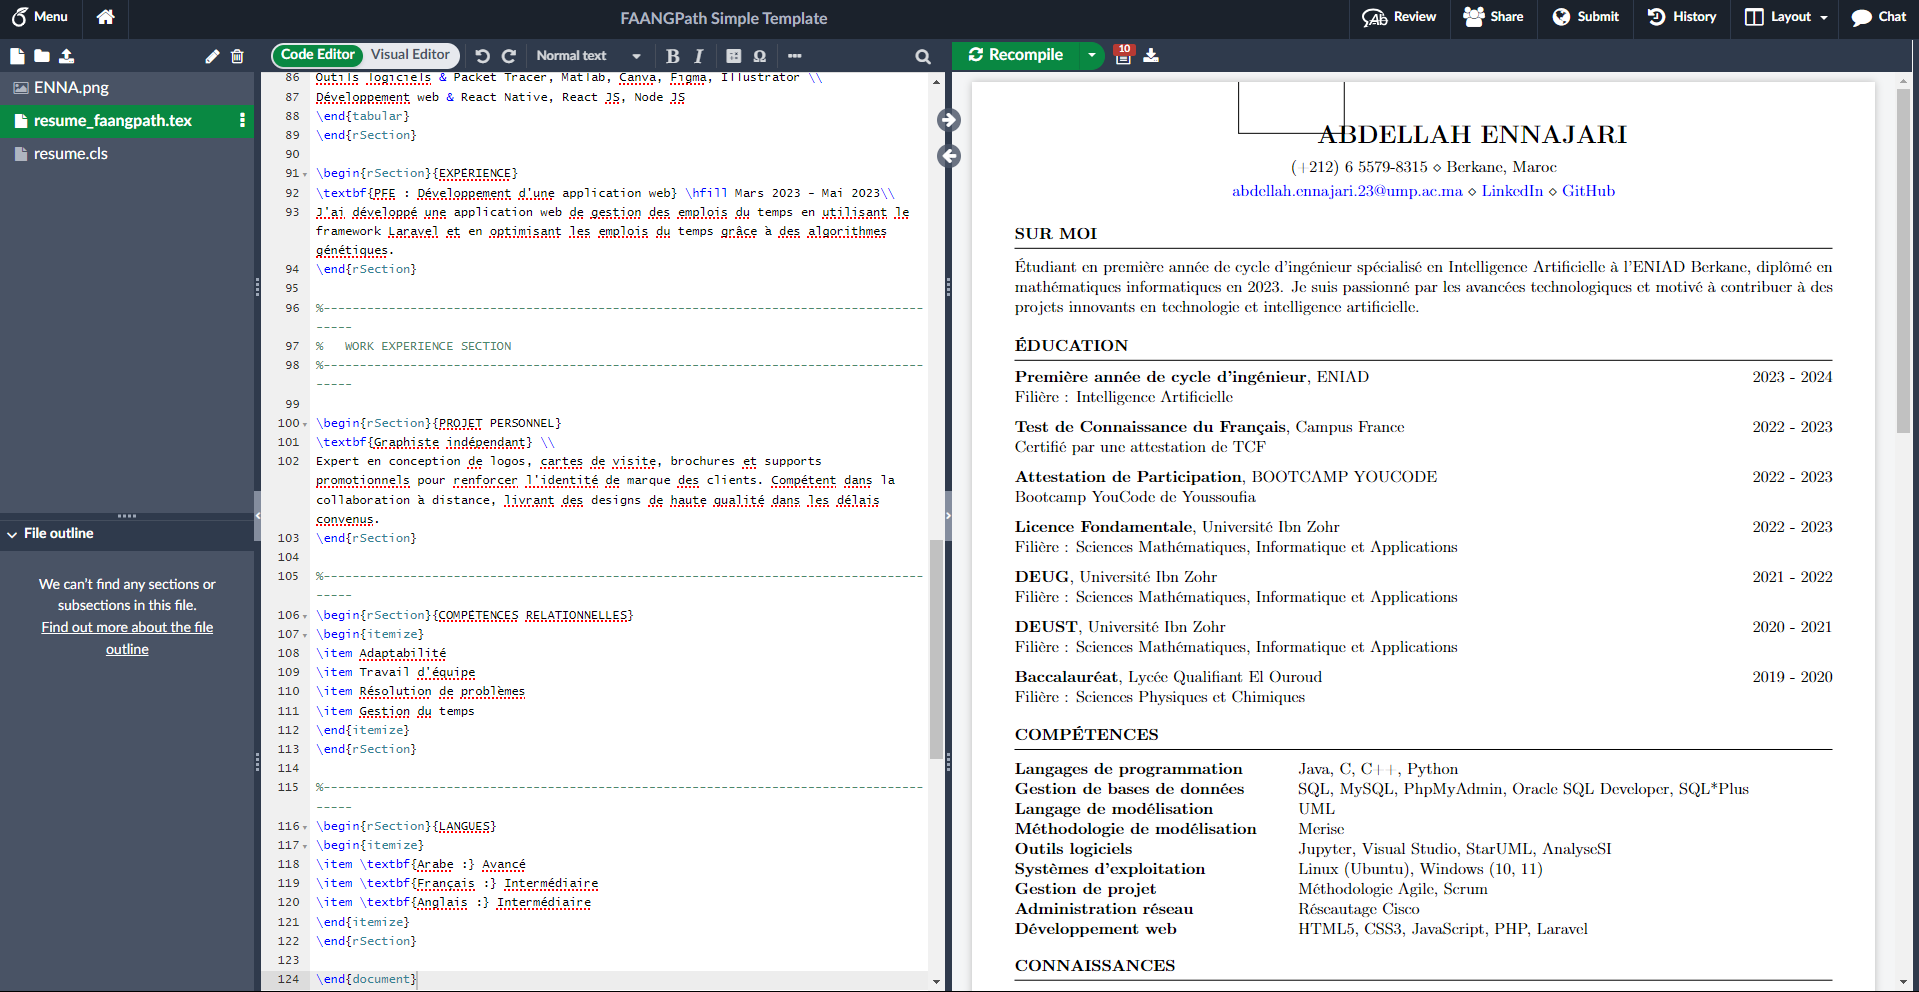 Menu
FAANGPath Simple Template
Review
Share
Submit
History
Layout
Chat
Code Editor
Visual Editor
Normal text
B I
Ω
Recompile
10
ENNA.png
resume_faangpath.tex
resume.cls
File outline
We can't find any sections or
subsections in this file.
Find out more about the file
outline
86 Outils logiciels & Packet Tracer, Matlab, Canva, Figma, Illustrator \\
87 Développement web & React Native, React JS, Node JS
88 \end{tabular}
89 \end{rSection}
90
91 \begin{rSection}{EXPÉRIENCE}
92 \textbf{PFE : Développement d'une application web} \hfill Mars 2023 - Mai 2023\\
93 J'ai développé une application web de gestion des emplois du temps en utilisant le
framework Laravel et en optimisant les emplois du temps grâce à des algorithmes
génétiques.
94 \end{rSection}
95
96 %-----------------------------------------------------------------------------------
-----
97 %   WORK EXPERIENCE SECTION
98 %-----------------------------------------------------------------------------------
-----
99
100 \begin{rSection}{PROJET PERSONNEL}
101 \textbf{Graphiste indépendant} \\
102 Expert en conception de logos, cartes de visite, brochures et supports
promotionnels pour renforcer l'identité de marque des clients. Compétent dans la
collaboration à distance, livrant des designs de haute qualité dans les délais
convenus.
103 \end{rSection}
104
105 %-----------------------------------------------------------------------------------
-----
106 \begin{rSection}{COMPÉTENCES RELATIONNELLES}
107 \begin{itemize}
108 \item Adaptabilité
109 \item Travail d'équipe
110 \item Résolution de problèmes
111 \item Gestion du temps
112 \end{itemize}
113 \end{rSection}
114
115 %-----------------------------------------------------------------------------------
-----
116 \begin{rSection}{LANGUES}
117 \begin{itemize}
118 \item \textbf{Arabe :} Avancé
119 \item \textbf{Français :} Intermédiaire
120 \item \textbf{Anglais :} Intermédiaire
121 \end{itemize}
122 \end{rSection}
123
124 \end{document}
ABDELLAH ENNAJARI
(+212) 6 5579-8315 ⋄ Berkane, Maroc
abdellah.ennajari.23@ump.ac.ma ⋄ LinkedIn ⋄ GitHub
SUR MOI
Étudiant en première année de cycle d'ingénieur spécialisé en Intelligence Artificielle à l'ENIAD Berkane, diplômé en
mathématiques informatiques en 2023. Je suis passionné par les avancées technologiques et motivé à contribuer à des
projets innovants en technologie et intelligence artificielle.
ÉDUCATION
Première année de cycle d'ingénieur, ENIAD 2023 - 2024
Filière : Intelligence Artificielle
Test de Connaissance du Français, Campus France 2022 - 2023
Certifié par une attestation de TCF
Attestation de Participation, BOOTCAMP YOUCODE 2022 - 2023
Bootcamp YouCode de Youssoufia
Licence Fondamentale, Université Ibn Zohr 2022 - 2023
Filière : Sciences Mathématiques, Informatique et Applications
DEUG, Université Ibn Zohr 2021 - 2022
Filière : Sciences Mathématiques, Informatique et Applications
DEUST, Université Ibn Zohr 2020 - 2021
Filière : Sciences Mathématiques, Informatique et Applications
Baccalauréat, Lycée Qualifiant El Ouroud 2019 - 2020
Filière : Sciences Physiques et Chimiques
COMPÉTENCES
Langages de programmation Java, C, C++, Python
Gestion de bases de données SQL, MySQL, PhpMyAdmin, Oracle SQL Developer, SQL*Plus
Langage de modélisation UML
Méthodologie de modélisation Merise
Outils logiciels Jupyter, Visual Studio, StarUML, AnalyseSI
Systèmes d'exploitation Linux (Ubuntu), Windows (10, 11)
Gestion de projet Méthodologie Agile, Scrum
Administration réseau Réseautage Cisco
Développement web HTML5, CSS3, JavaScript, PHP, Laravel
CONNAISSANCES